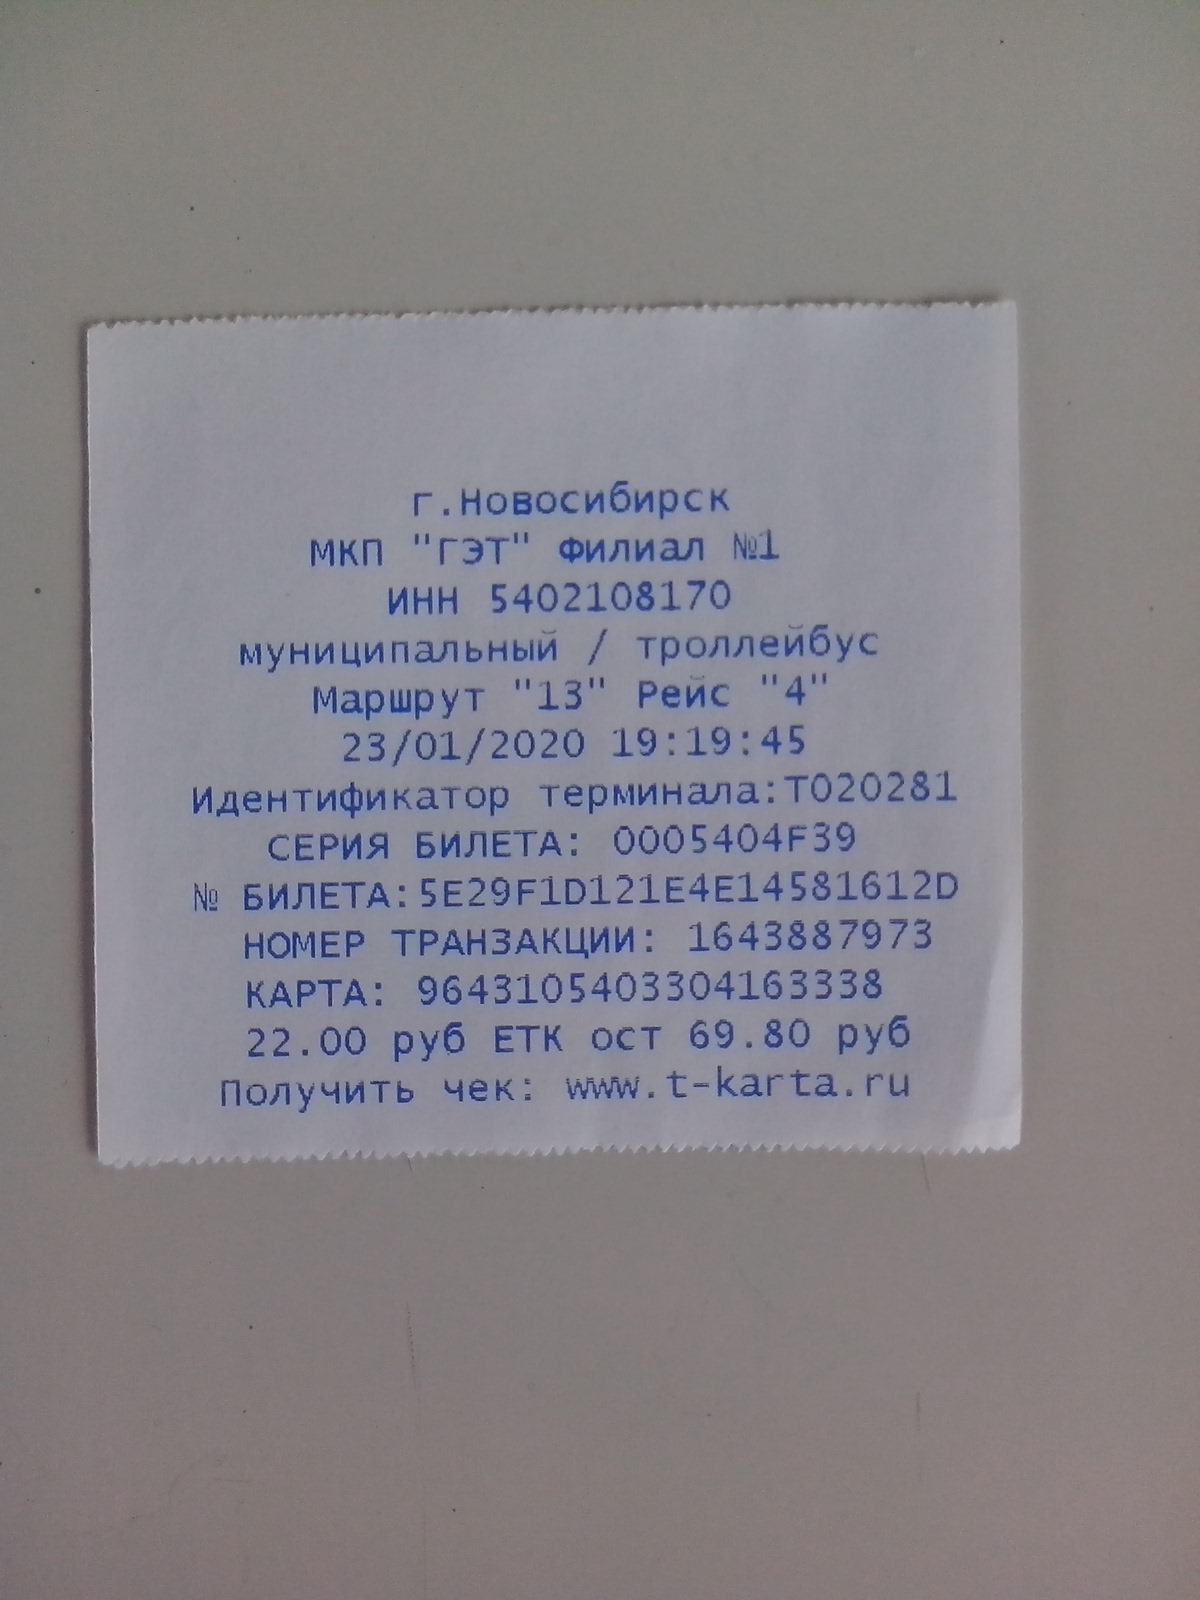 г.Новосибирск
МКП "ГЭТ" Филиал №1
ИНН 5402108170
муниципальный / троллейбус
Маршрут "13" Рейс "4"
23/01/2020 19:19:45
Идентификатор терминала:T020281
СЕРИЯ БИЛЕТА: 0005404F39
№ БИЛЕТА:5E29F1D121E4E14581612D
НОМЕР ТРАНЗАКЦИИ: 1643887973
КАРТА: 9643105403304163338
22.00 руб ЕТК ост 69.80 руб
Получить чек: www.t-karta.ru